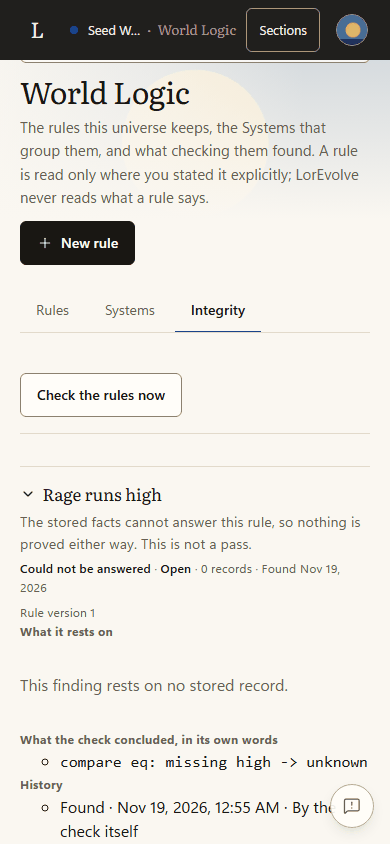 L
Seed W... · World Logic
Sections
World Logic
The rules this universe keeps, the Systems that
group them, and what checking them found. A rule
is read only where you stated it explicitly; LorEvolve
never reads what a rule says.
+ New rule
Rules Systems Integrity
Check the rules now
Rage runs high
The stored facts cannot answer this rule, so nothing is
proved either way. This is not a pass.
Could not be answered · Open · 0 records · Found Nov 19,
2026
Rule version 1
What it rests on
This finding rests on no stored record.
What the check concluded, in its own words
compare eq: missing high -> unknown
History
Found · Nov 19, 2026, 12:55 AM · By the
check itself